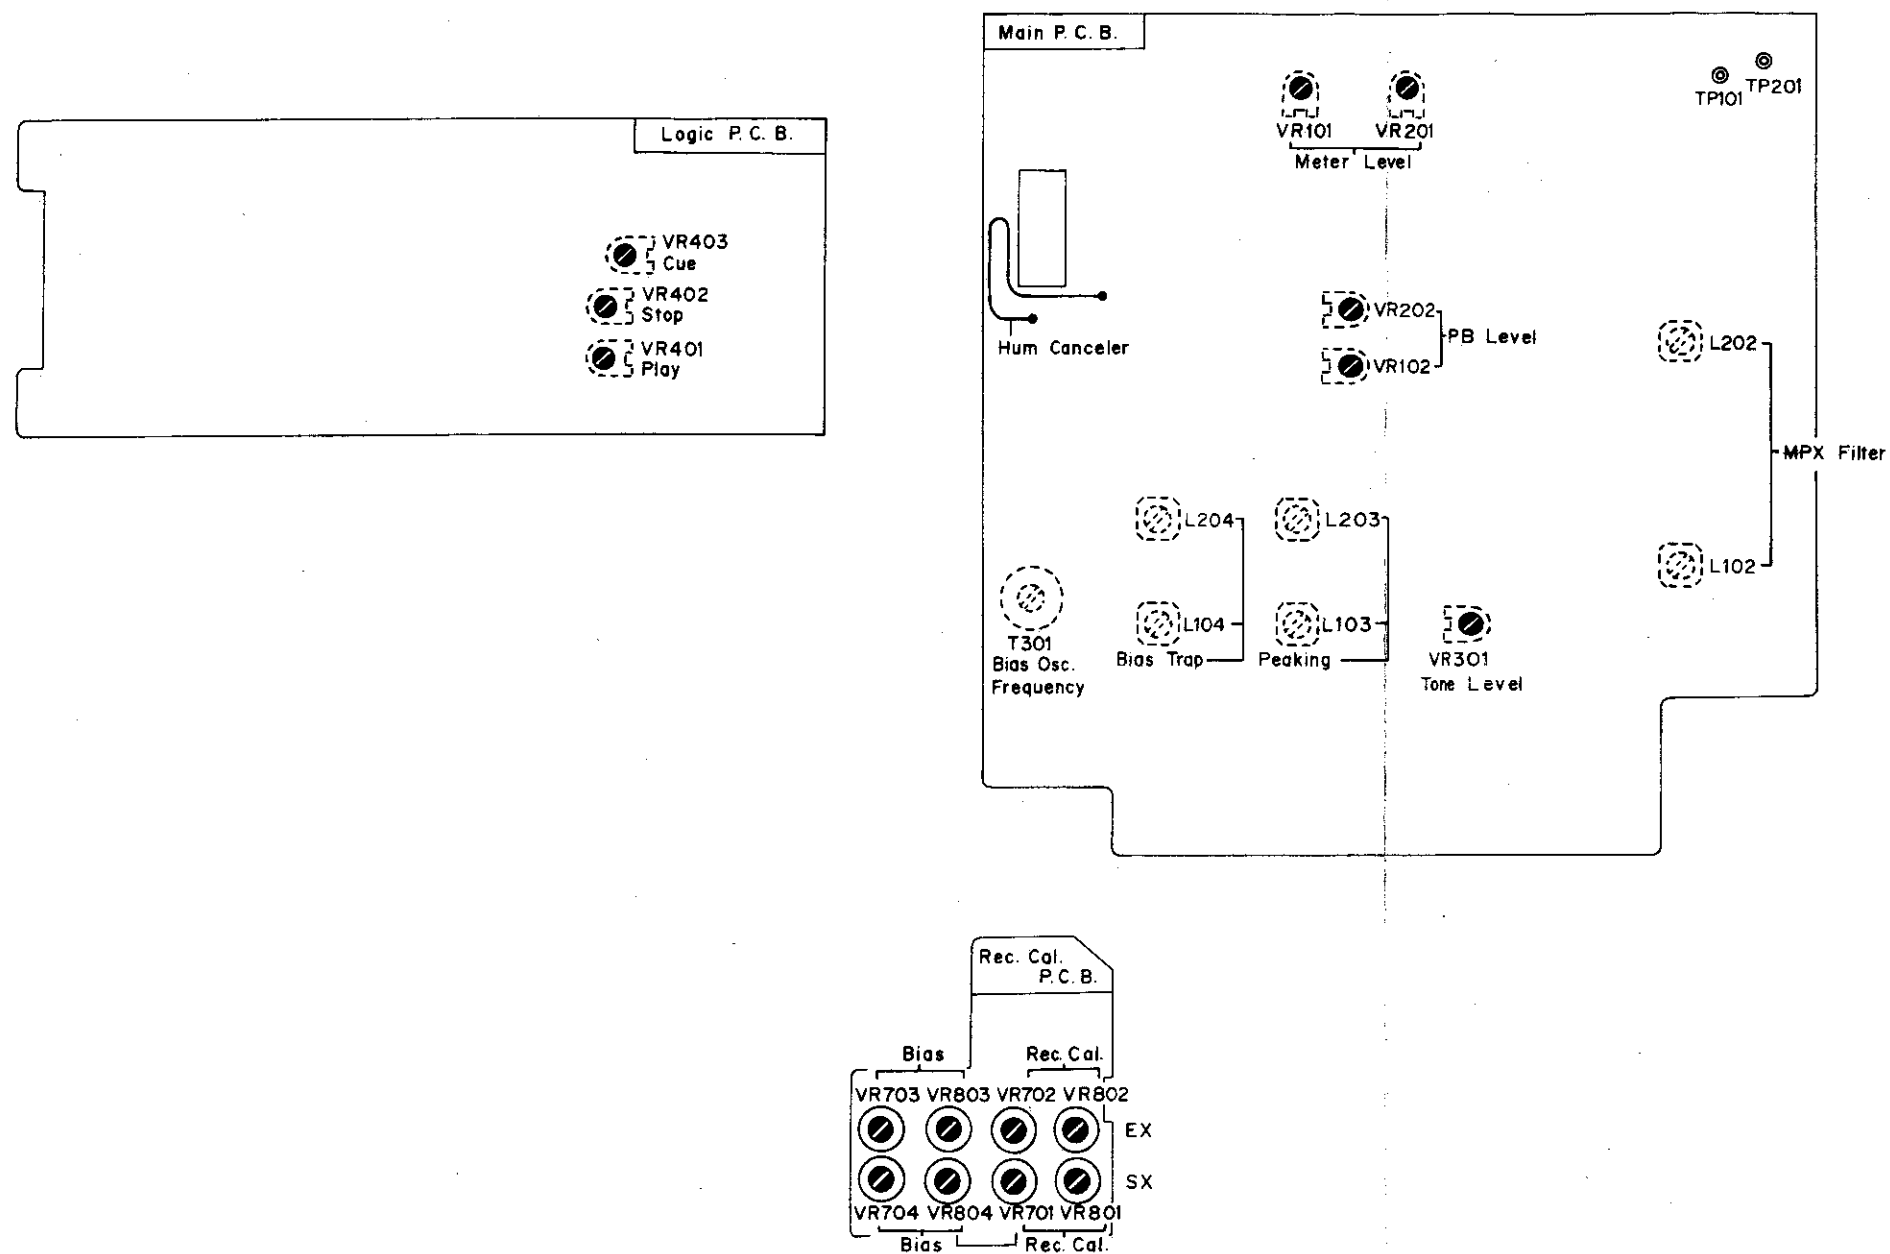 Logic P. C. B.
VR403
Cue
VR402
Stop
VR401
Play
Main P. C. B.
TP101
TP201
VR101
VR201
Meter Level
Hum Canceler
VR202
VR102
PB Level
L202
MPX Filter
L102
L204
L203
L104
L103
Bias Trap
Peaking
T301
Bias Osc.
Frequency
VR301
Tone Level
Rec. Cal.
P. C. B.
Bias
Rec. Cal.
VR703 VR803 VR702 VR802
EX
SX
VR704 VR804 VR701 VR801
Bias
Rec. Cal.